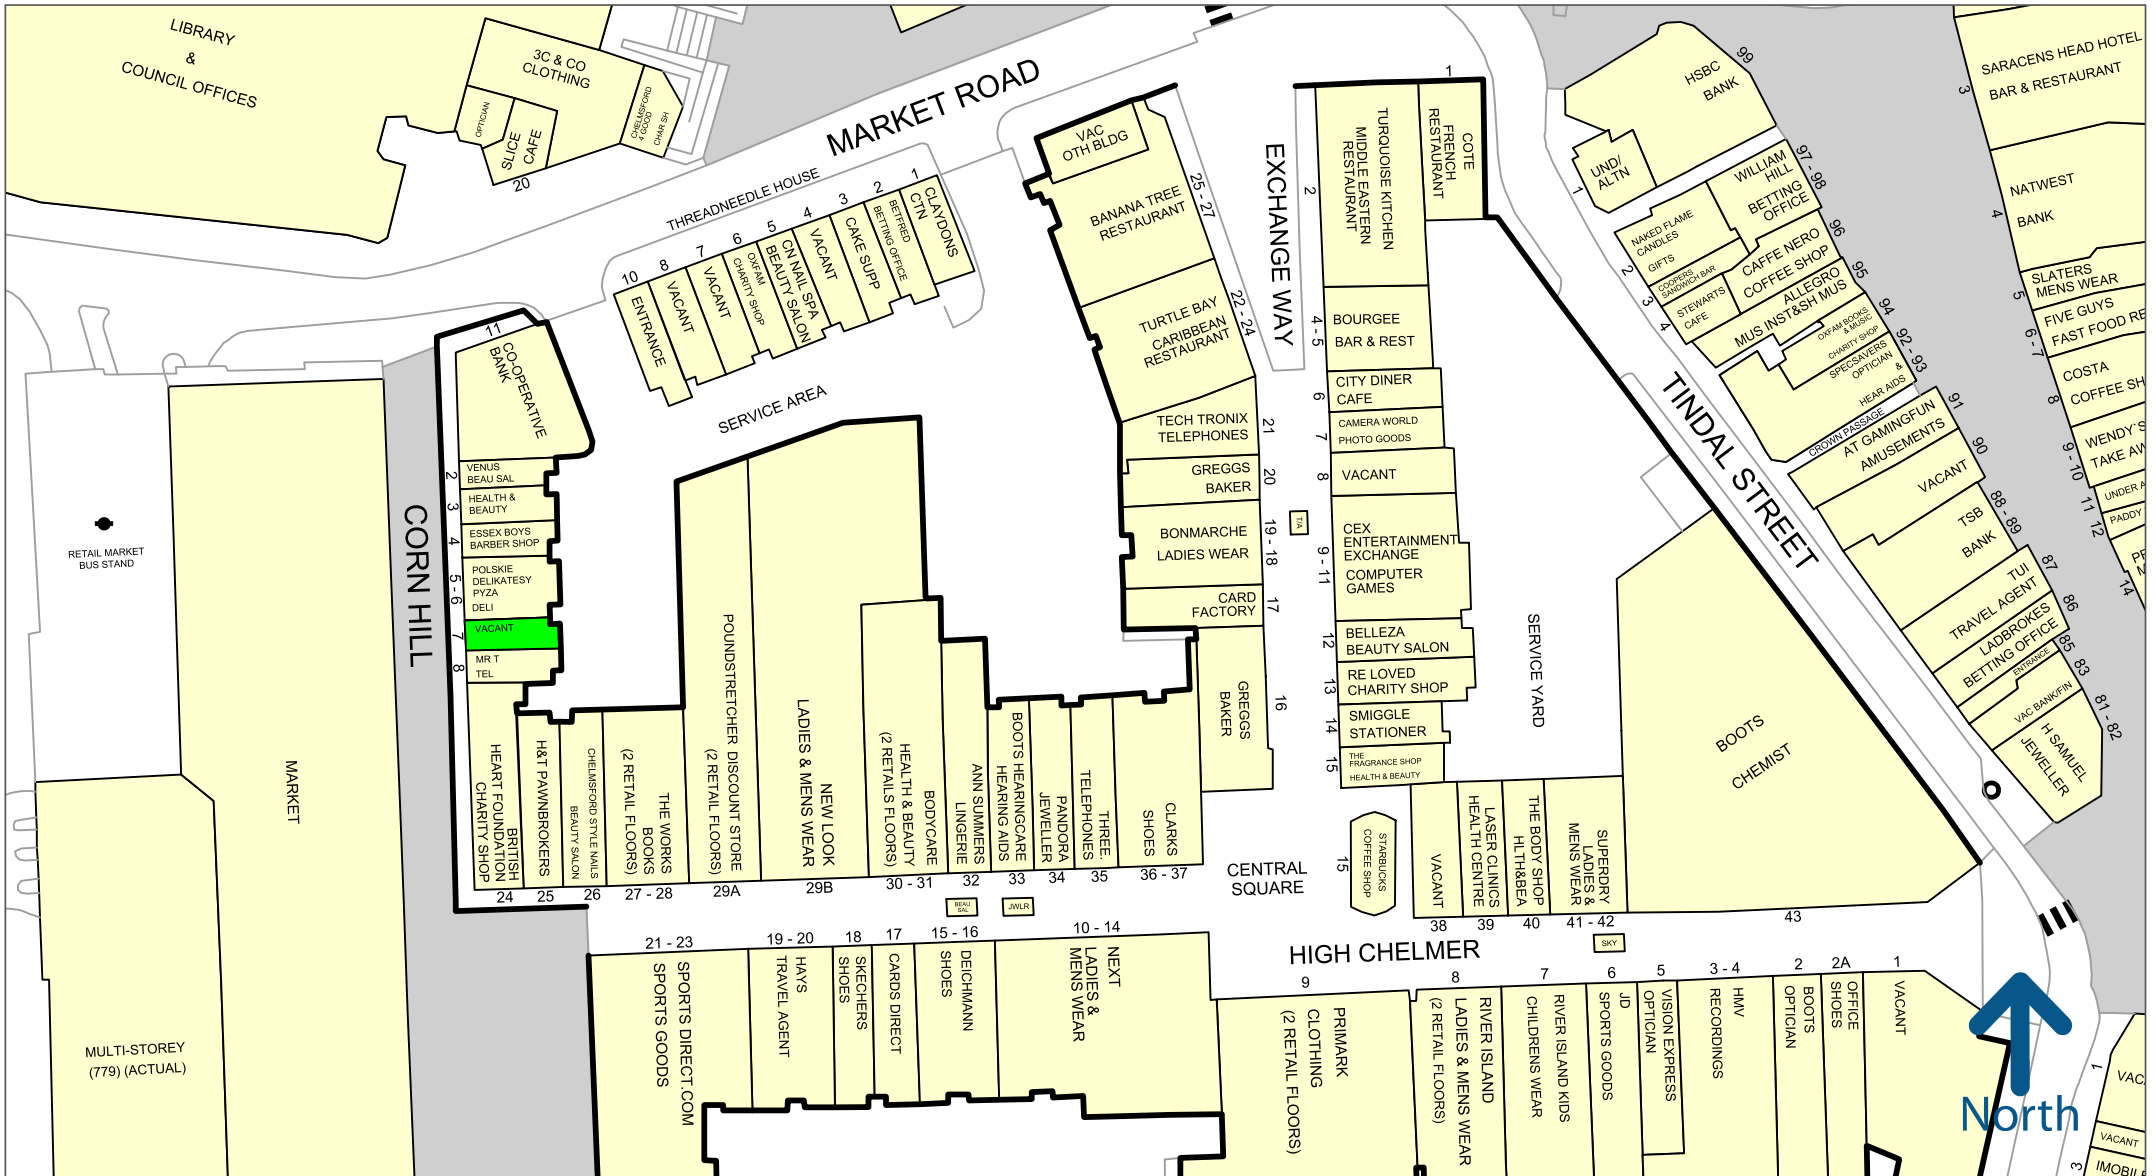 LIBRARY
&
COUNCIL OFFICES
3C & CO
CLOTHING
OPTICIAN
SLICE
CAFE
20
CHELMSFORD
4 GOOD
CHAR SH
MARKET ROAD
THREADNEEDLE HOUSE
10
ENTRANCE
8
VACANT
7
VACANT
6
OXFAM
CHARITY SHOP
5
CN NAIL SPA
BEAUTY SALON
4
VACANT
3
CAKE SUPP
2
BETFRED
BETTING OFFICE
1
CLAYDONS
CTN
SERVICE AREA
RETAIL MARKET
BUS STAND
MARKET
MULTI-STOREY
(779) (ACTUAL)
CORN HILL
11
CO-OPERATIVE
BANK
2
VENUS
BEAU SAL
3
HEALTH &
BEAUTY
4
ESSEX BOYS
BARBER SHOP
5 - 6
POLSKIE
DELIKATESY
PYZA
DELI
7
VACANT
8
MR T
TEL
BRITISH
HEART FOUNDATION
CHARITY SHOP
24
H&T PAWNBROKERS
25
CHELMSFORD STYLE NAILS
BEAUTY SALON
26
THE WORKS
BOOKS
(2 RETAIL FLOORS)
27 - 28
POUNDSTRETCHER DISCOUNT STORE
(2 RETAIL FLOORS)
29A
NEW LOOK
LADIES & MENS WEAR
29B
BODYCARE
HEALTH & BEAUTY
(2 RETAILS FLOORS)
30 - 31
ANN SUMMERS
LINGERIE
32
BOOTS HEARINGCARE
HEARING AIDS
33
PANDORA
JEWELLER
34
THREE.
TELEPHONES
35
CLARKS
SHOES
36 - 37
BEAU
SAL
JWLR
VAC
OTH BLDG
BANANA TREE
RESTAURANT
25 - 27
TURTLE BAY
CARIBBEAN
RESTAURANT
22 - 24
TECH TRONIX
TELEPHONES
21
GREGGS
BAKER
20
BONMARCHE
LADIES WEAR
19 - 18
CARD
FACTORY
17
GREGGS
BAKER
16
EXCHANGE WAY
T/A
1
COTE
FRENCH
RESTAURANT
2
TURQUOISE KITCHEN
MIDDLE EASTERN
RESTAURANT
4 - 5
BOURGEE
BAR & REST
6
CITY DINER
CAFE
7
CAMERA WORLD
PHOTO GOODS
8
VACANT
9 - 11
CEX
ENTERTAINMENT
EXCHANGE
COMPUTER
GAMES
12
BELLEZA
BEAUTY SALON
13
RE LOVED
CHARITY SHOP
14
SMIGGLE
STATIONER
15
THE
FRAGRANCE SHOP
HEALTH & BEAUTY
SERVICE YARD
CENTRAL
SQUARE
15
STARBUCKS
COFFEE SHOP
VACANT
38
LASER CLINICS
HEALTH CENTRE
39
THE BODY SHOP
HLTH&BEA
40
SUPERDRY
LADIES &
MENS WEAR
41 - 42
BOOTS
CHEMIST
43
SKY
HIGH CHELMER
21 - 23
SPORTS DIRECT.COM
SPORTS GOODS
19 - 20
HAYS
TRAVEL AGENT
18
SKECHERS
SHOES
17
CARDS DIRECT
15 - 16
DEICHMANN
SHOES
10 - 14
NEXT
LADIES &
MENS WEAR
9
PRIMARK
CLOTHING
(2 RETAIL FLOORS)
8
RIVER ISLAND
LADIES & MENS WEAR
(2 RETAIL FLOORS)
7
RIVER ISLAND KIDS
CHILDRENS WEAR
6
JD
SPORTS GOODS
5
VISION EXPRESS
OPTICIAN
3 - 4
HMV
RECORDINGS
2
BOOTS
OPTICIAN
2A
OFFICE
SHOES
1
VACANT
TINDAL STREET
HSBC
BANK
99
UND/
ALTN
1
WILLIAM
HILL
BETTING
OFFICE
97 - 98
NAKED FLAME
CANDLES
GIFTS
2
COOPERS
SANDWICH BAR
3
STEWARTS
CAFE
4
CAFFE NERO
COFFEE SHOP
96
ALLEGRO
MUS INST&SH MUS
95
OXFAM BOOKS
& MUSIC
CHARITY SHOP
94
SPECSAVERS
OPTICIAN
&
HEAR AIDS
92 - 93
CROWN PASSAGE
AT GAMINGFUN
AMUSEMENTS
91
VACANT
90
TSB
BANK
88 - 89
TUI
TRAVEL AGENT
87
LADBROKES
BETTING OFFICE
86
ENTRANCE
85
VAC BANK/FIN
83
H SAMUEL
JEWELLER
81 - 82
SARACENS HEAD HOTEL
BAR & RESTAURANT
3
NATWEST
BANK
4
SLATERS
MENS WEAR
5
FIVE GUYS
FAST FOOD RE
6 - 7
COSTA
COFFEE SH
8
WENDY'S
TAKE AW
9 - 10
UNDER A
11
PADDY
12
14
1
VAC
VACANT
3
IMOBIL
North